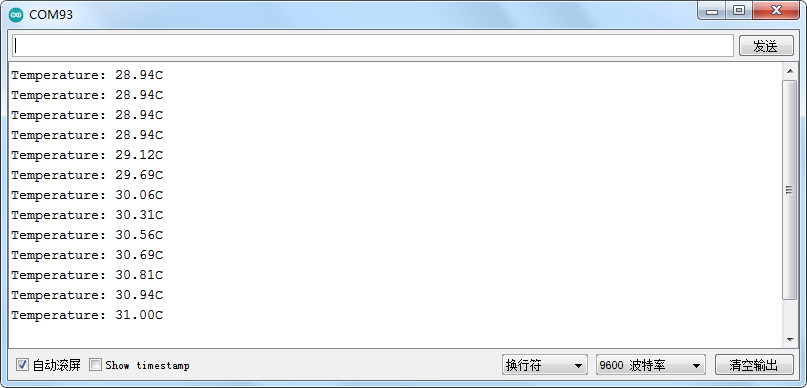 COM93
发送
Temperature: 28.94C
Temperature: 28.94C
Temperature: 28.94C
Temperature: 28.94C
Temperature: 29.12C
Temperature: 29.69C
Temperature: 30.06C
Temperature: 30.31C
Temperature: 30.56C
Temperature: 30.69C
Temperature: 30.81C
Temperature: 30.94C
Temperature: 31.00C
自动滚屏 Show timestamp 换行符 9600 波特率 清空输出